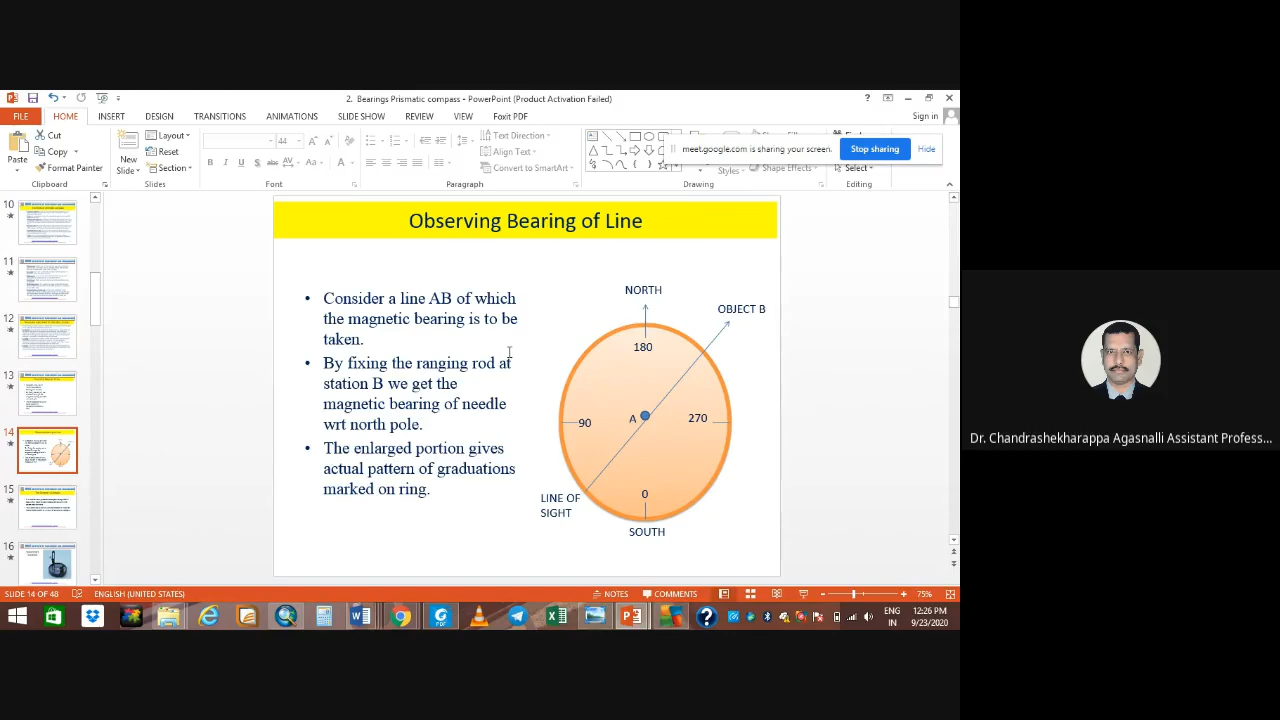 2. Bearings Prismatic compass - PowerPoint (Product Activation Failed)
Sign in
FILE HOME INSERT DESIGN TRANSITIONS ANIMATIONS SLIDE SHOW REVIEW VIEW Foxit PDF
Cut
Copy
Format Painter
Paste
Clipboard
New
Slide
Layout
Reset
Section
Slides
44
B I U S abc AV Aa A
Font
Text Direction
Align Text
Convert to SmartArt
Paragraph
Styles
Shape Effects
Drawing
Select
Editing
meet.google.com is sharing your screen.
Stop sharing
Hide
10
11
12
13
14
15
16
Observing Bearing of Line
• Consider a line AB of which
the magnetic bearing is to be
taken.
• By fixing the ranging rod at
station B we get the
magnetic bearing of needle
wrt north pole.
• The enlarged portion gives
actual pattern of graduations
marked on ring.
NORTH
OBJECT B
180
A
90
270
LINE OF
SIGHT
SOUTH
Dr. Chandrashekharappa Agasnalli Assistant Profess...
SLIDE 14 OF 48
ENGLISH (UNITED STATES)
NOTES
COMMENTS
75%
ENG
IN
12:26 PM
9/23/2020